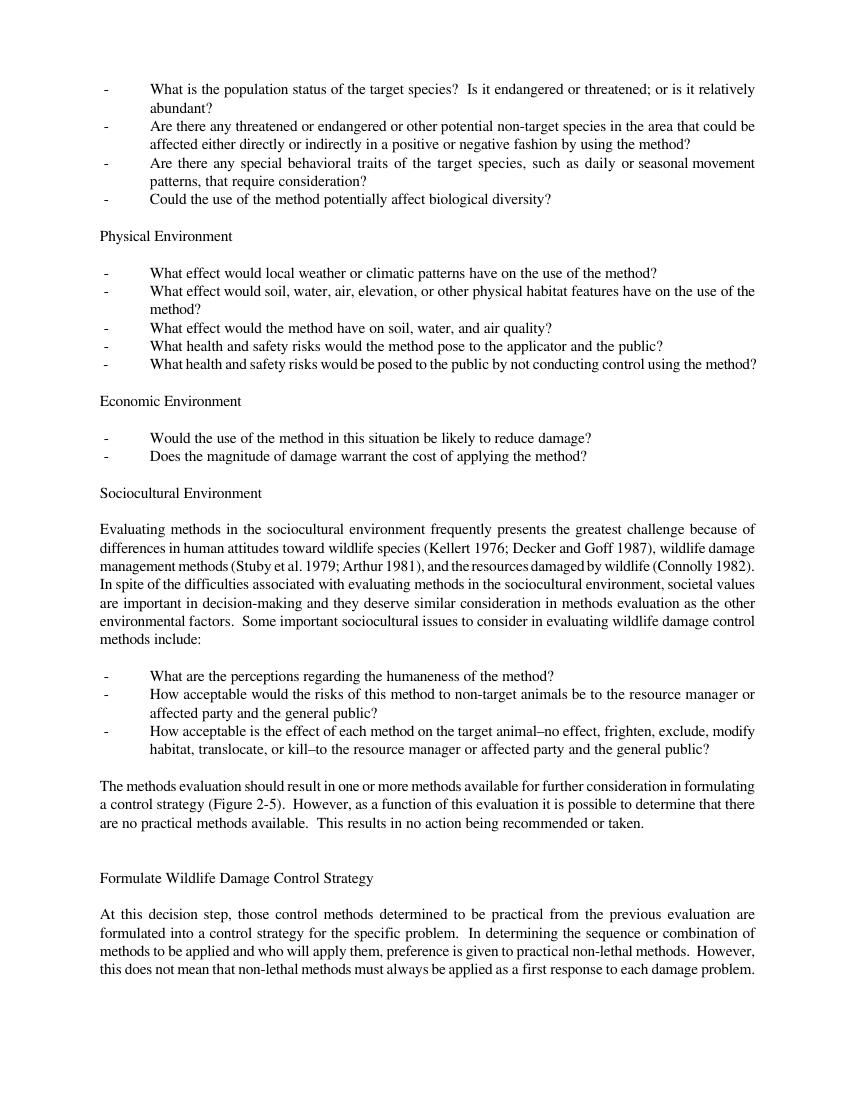 - What is the population status of the target species?  Is it endangered or threatened; or is it relatively
abundant?
- Are there any threatened or endangered or other potential non-target species in the area that could be
affected either directly or indirectly in a positive or negative fashion by using the method?
- Are there any special behavioral traits of the target species, such as daily or seasonal movement
patterns, that require consideration?
- Could the use of the method potentially affect biological diversity?
Physical Environment
- What effect would local weather or climatic patterns have on the use of the method?
- What effect would soil, water, air, elevation, or other physical habitat features have on the use of the
method?
- What effect would the method have on soil, water, and air quality?
- What health and safety risks would the method pose to the applicator and the public?
- What health and safety risks would be posed to the public by not conducting control using the method?
Economic Environment
- Would the use of the method in this situation be likely to reduce damage?
- Does the magnitude of damage warrant the cost of applying the method?
Sociocultural Environment
Evaluating methods in the sociocultural environment frequently presents the greatest challenge because of
differences in human attitudes toward wildlife species (Kellert 1976; Decker and Goff 1987), wildlife damage
management methods (Stuby et al. 1979; Arthur 1981), and the resources damaged by wildlife (Connolly 1982).
In spite of the difficulties associated with evaluating methods in the sociocultural environment, societal values
are important in decision-making and they deserve similar consideration in methods evaluation as the other
environmental factors.  Some important sociocultural issues to consider in evaluating wildlife damage control
methods include:
- What are the perceptions regarding the humaneness of the method?
- How acceptable would the risks of this method to non-target animals be to the resource manager or
affected party and the general public?
- How acceptable is the effect of each method on the target animal–no effect, frighten, exclude, modify
habitat, translocate, or kill–to the resource manager or affected party and the general public?
The methods evaluation should result in one or more methods available for further consideration in formulating
a control strategy (Figure 2-5).  However, as a function of this evaluation it is possible to determine that there
are no practical methods available.  This results in no action being recommended or taken.
Formulate Wildlife Damage Control Strategy
At this decision step, those control methods determined to be practical from the previous evaluation are
formulated into a control strategy for the specific problem.  In determining the sequence or combination of
methods to be applied and who will apply them, preference is given to practical non-lethal methods.  However,
this does not mean that non-lethal methods must always be applied as a first response to each damage problem.